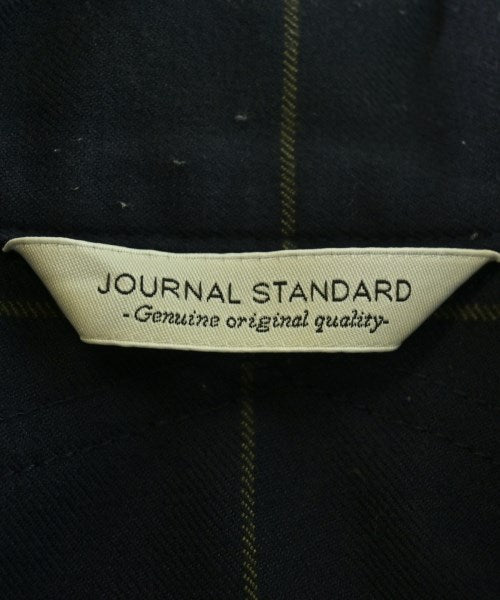 JOURNAL STANDARD
-Genuine original quality-